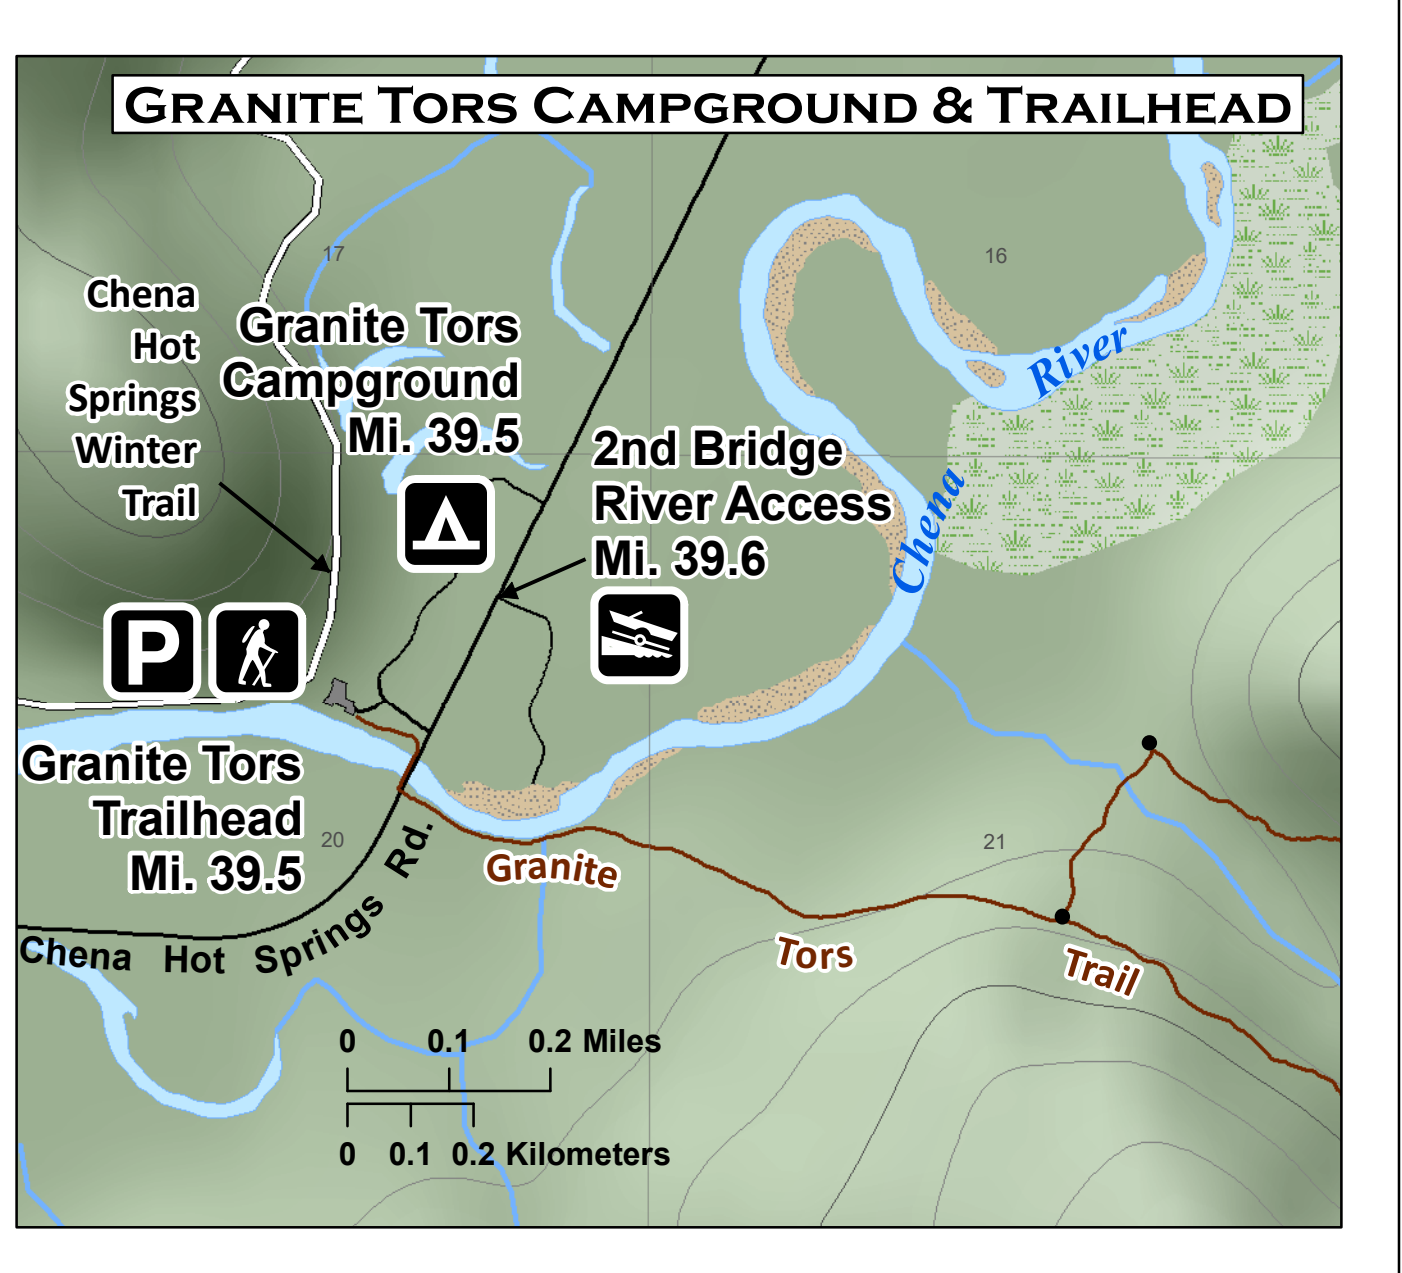 GRANITE TORS CAMPGROUND & TRAILHEAD
17
16
Chena
Hot
Springs
Winter
Trail
Granite Tors
Campground
Mi. 39.5
2nd Bridge
River Access
Mi. 39.6
River
Chena
P
Granite Tors
Trailhead
Mi. 39.5
20
21
Chena Hot Springs Rd.
Granite Tors Trail
0 0.1 0.2 Miles
0 0.1 0.2 Kilometers